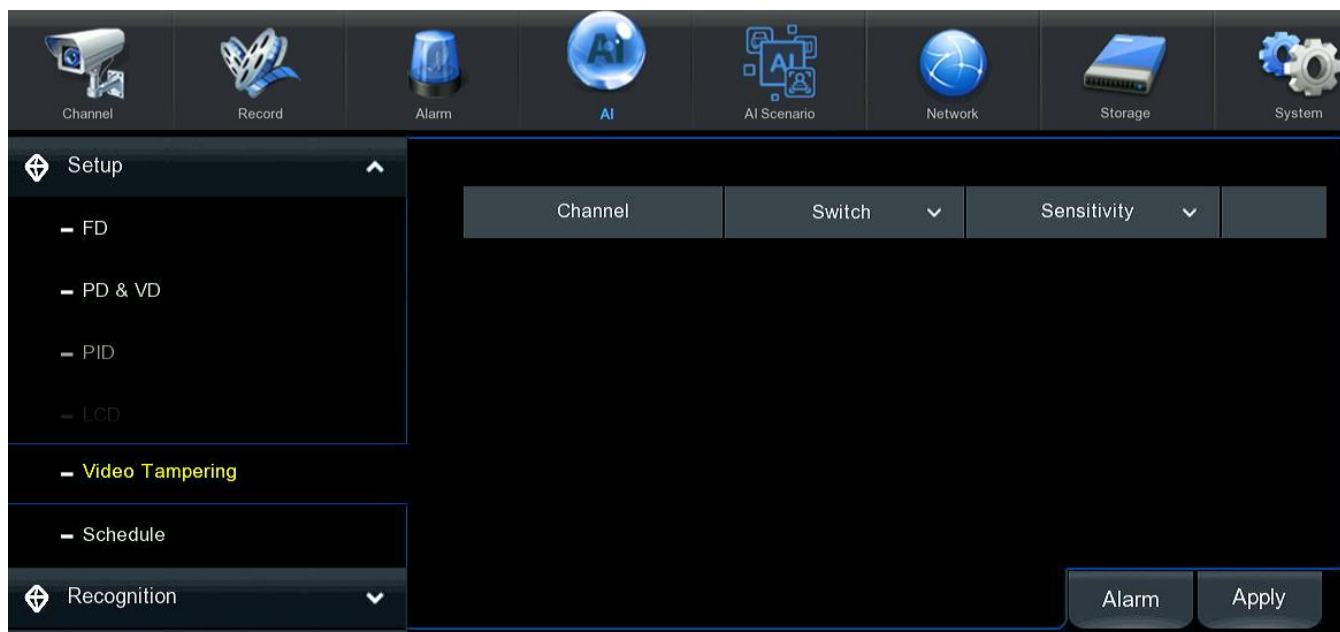 Channel Record Alarm AI AI Scenario Network Storage System
Setup
FD
PD & VD
PID
LCD
Video Tampering
Schedule
Recognition
Channel Switch Sensitivity
Alarm Apply